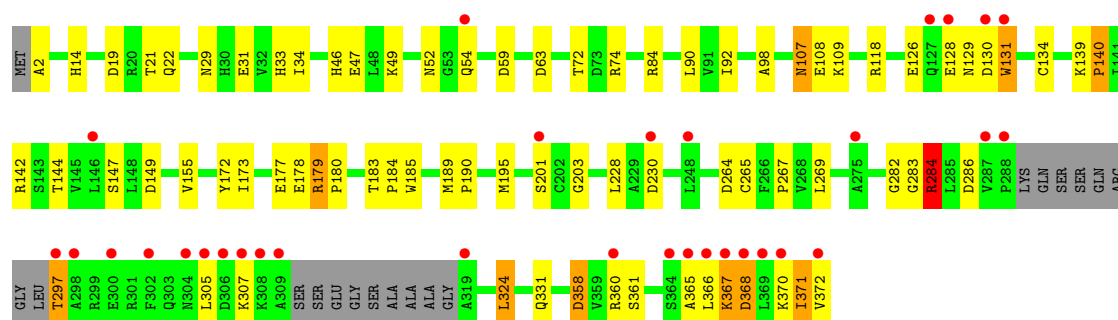 MET A2 H14 D19 R20 T21 Q22 N29 H30 E31 V32 H33 I34 H46 E47 L48 K49 N52 G53 Q54 D59 D63 T72 D73 R74 R84 L90 V91 I92 A98 N107 E108 K109 R118 E126 Q127 E128 N129 D130 W131 C134 K139 P140 I141
R142 S143 T144 V145 L146 S147 L148 D149 V155 Y172 I173 E177 E178 R179 P180 T183 P184 W185 M189 P190 M195 S201 C202 G203 L228 A229 D230 L248 D264 C265 F266 P267 V268 L269 A275 G282 G283 R284 L285 D286 V287 P288 LYS GLN SER SER GLN ARG
GLY LEU T297 A298 R299 E300 R301 F302 Q303 N304 L305 D306 K307 K308 A309 SER SER GLU GLY SER ALA ALA ALA GLY A319 L324 Q331 D358 V359 R360 S361 S364 A365 L366 K367 D368 L369 K370 I371 V372